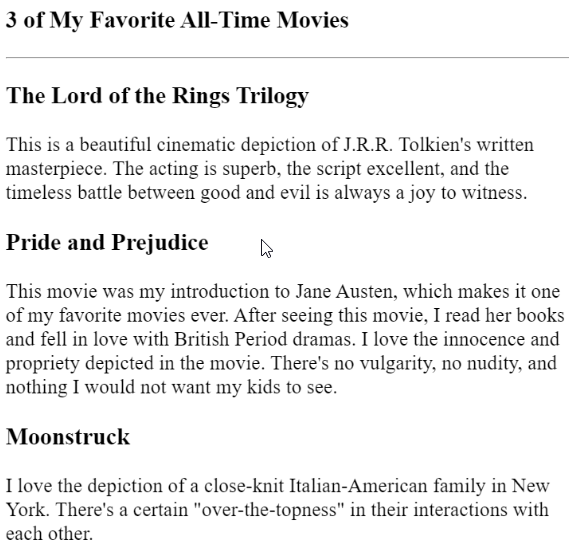 3 of My Favorite All-Time Movies
The Lord of the Rings Trilogy
This is a beautiful cinematic depiction of J.R.R. Tolkien's written
masterpiece. The acting is superb, the script excellent, and the
timeless battle between good and evil is always a joy to witness.
Pride and Prejudice
This movie was my introduction to Jane Austen, which makes it one
of my favorite movies ever. After seeing this movie, I read her books
and fell in love with British Period dramas. I love the innocence and
propriety depicted in the movie. There's no vulgarity, no nudity, and
nothing I would not want my kids to see.
Moonstruck
I love the depiction of a close-knit Italian-American family in New
York. There's a certain "over-the-topness" in their interactions with
each other.